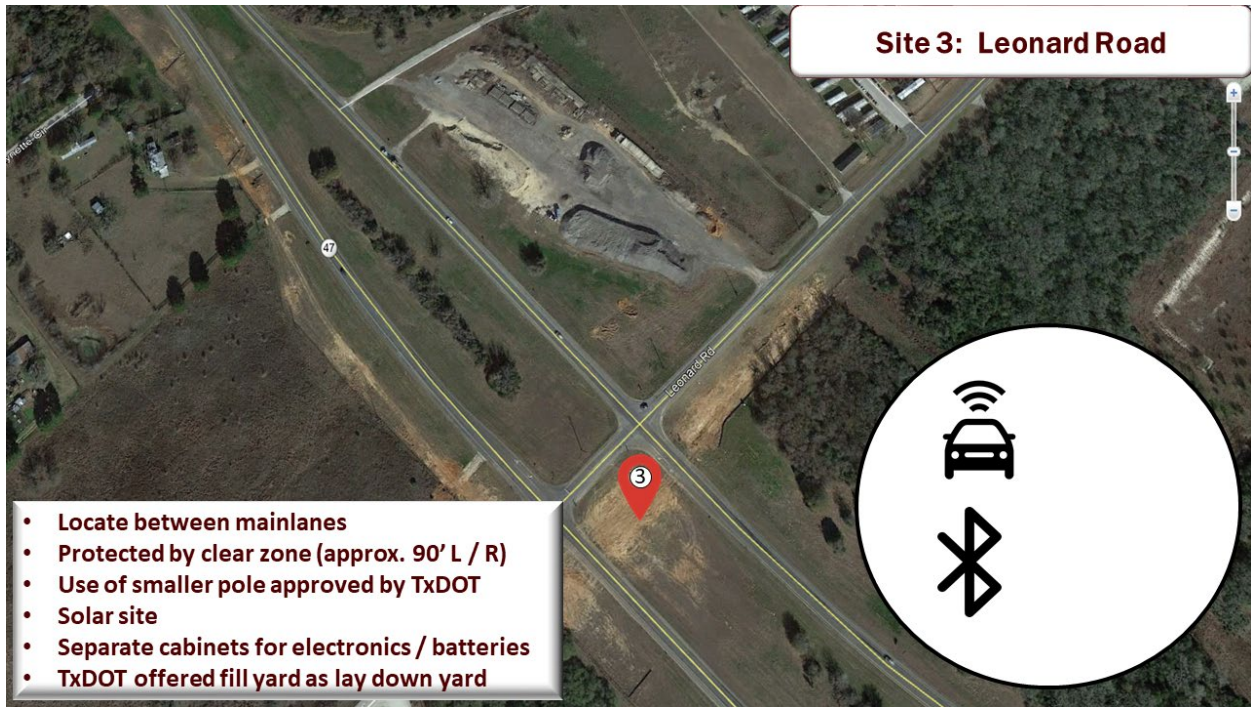 Site 3: Leonard Road
47
Leonard Rd
3
• Locate between mainlanes
• Protected by clear zone (approx. 90' L / R)
• Use of smaller pole approved by TxDOT
• Solar site
• Separate cabinets for electronics / batteries
• TxDOT offered fill yard as lay down yard